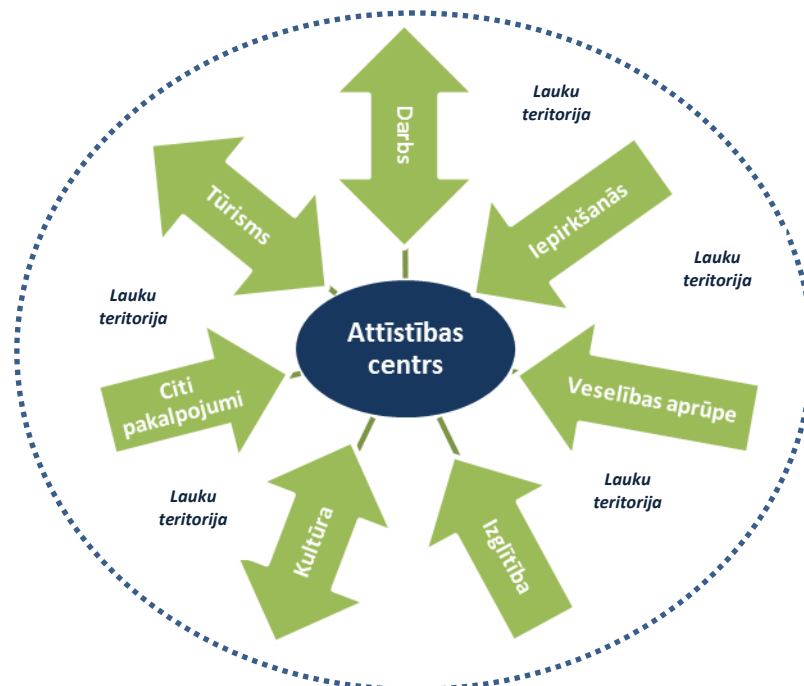 Darbs
Lauku
teritorija
Iepirkšanās
Lauku
teritorija
Veselības aprūpe
Lauku
teritorija
Izglītība
Kultūra
Lauku
teritorija
Citi
pakalpojumi
Lauku
teritorija
Tūrisms
Attīstības
centrs